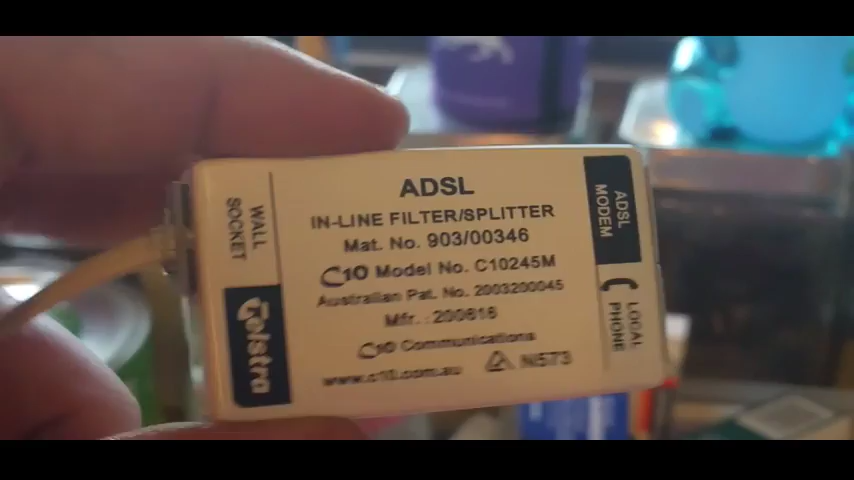 ADSL
IN-LINE FILTER/SPLITTER
Mat. No. 903/00346
C10 Model No. C10245M
Australian Pat. No. 2003200045
Mfr. : 200616
C10 Communications
www.c10.com.au
N573
WALL
SOCKET
Telstra
ADSL
MODEM
LOCAL
PHONE